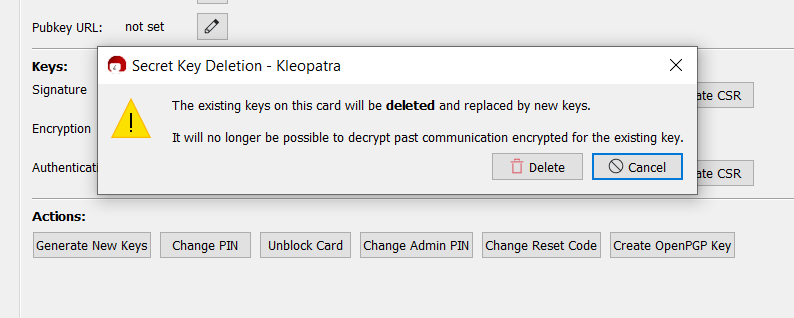 Pubkey URL: not set
Secret Key Deletion - Kleopatra
Keys:
The existing keys on this card will be deleted and replaced by new keys.
Signature
ate CSR
Encryption
It will no longer be possible to decrypt past communication encrypted for the existing key.
Authenticati
Delete
Cancel
ate CSR
Actions:
Generate New Keys
Change PIN
Unblock Card
Change Admin PIN
Change Reset Code
Create OpenPGP Key